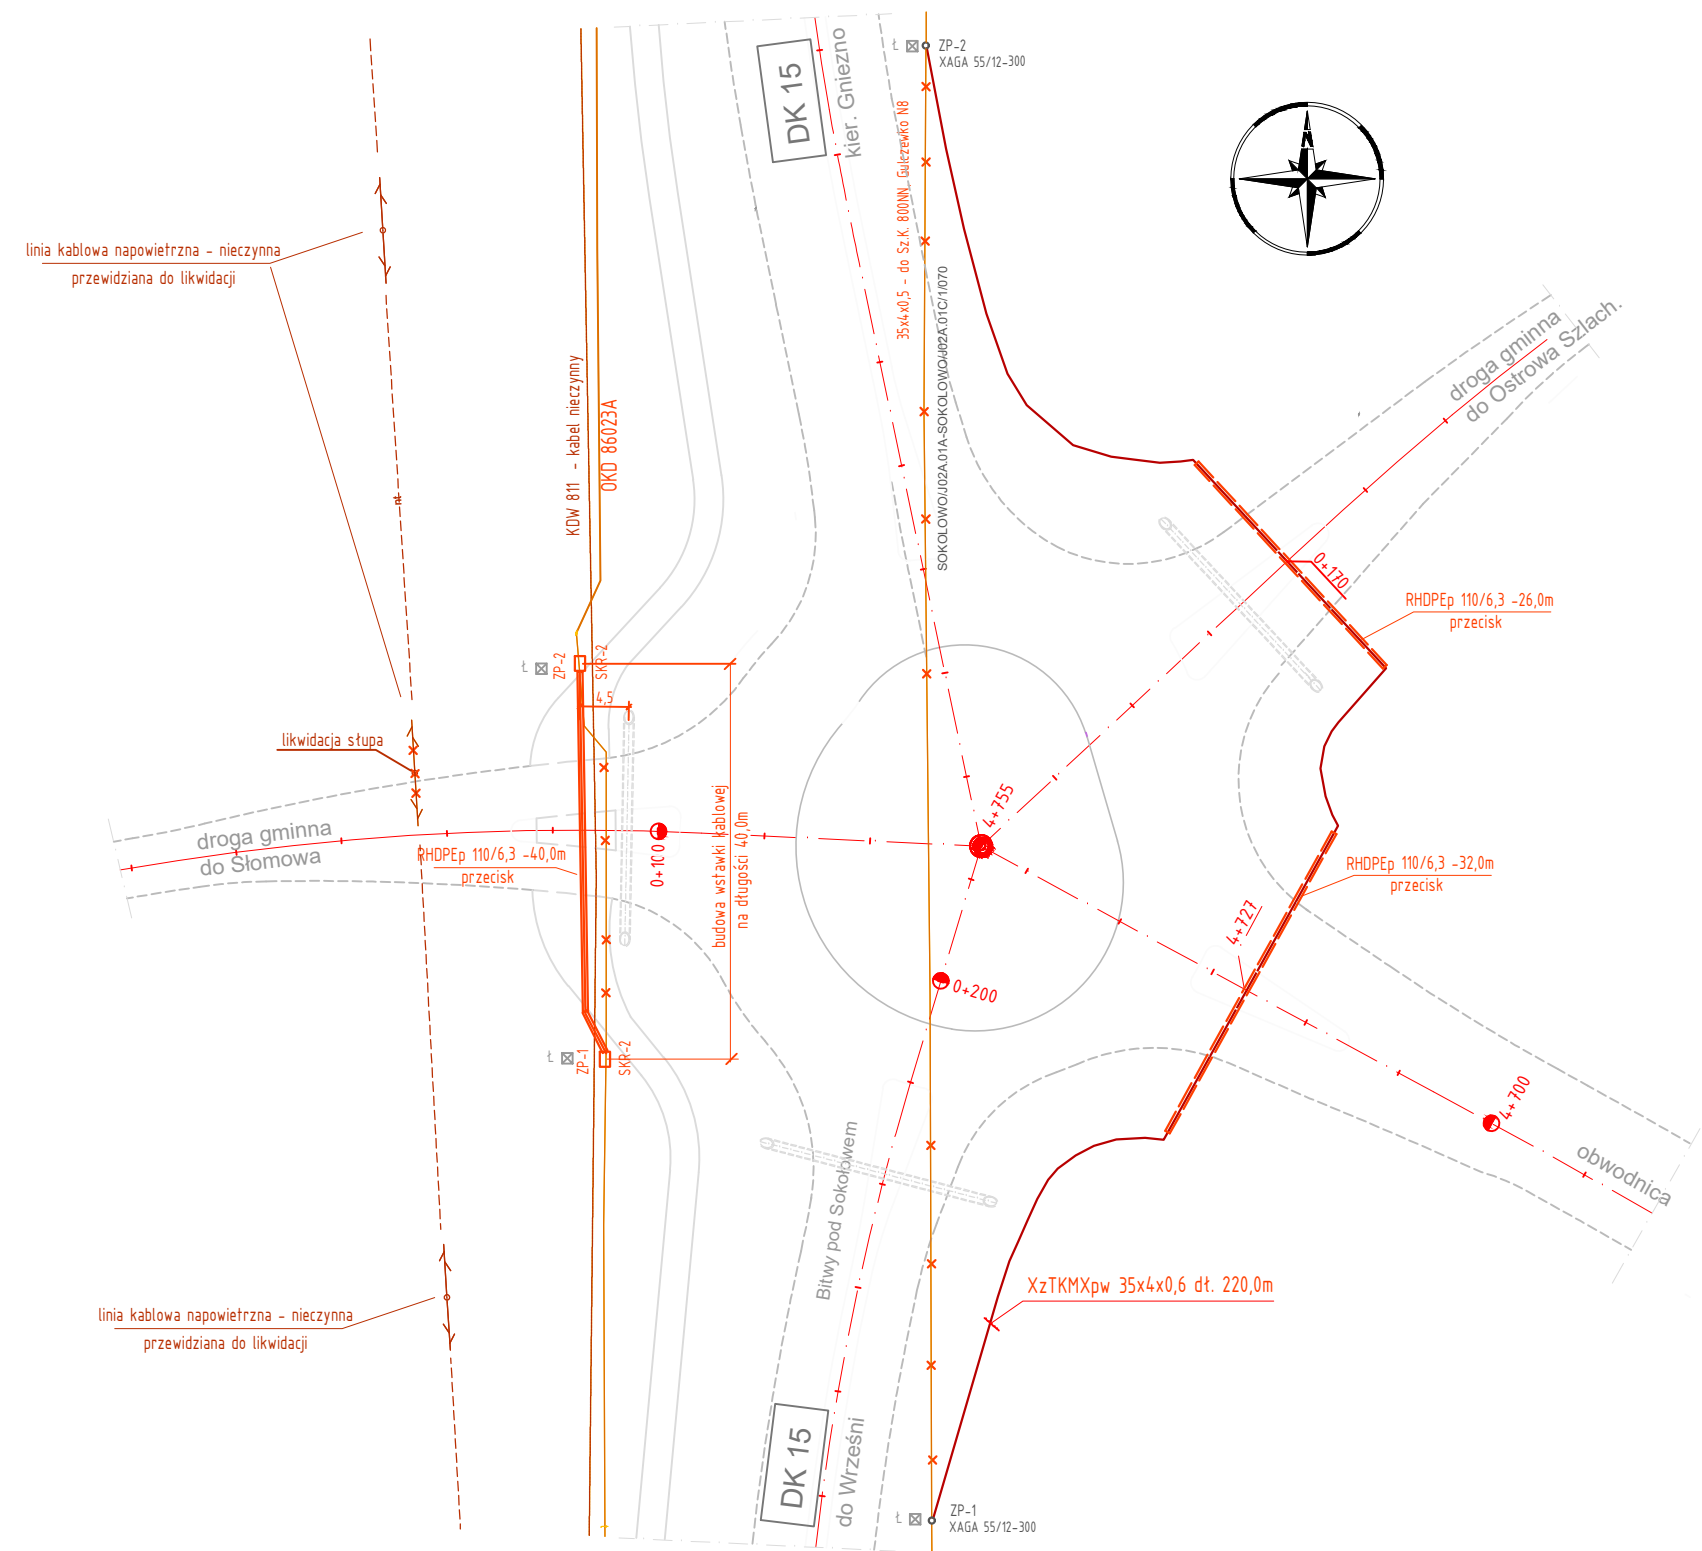 DK 15
kier. Gniezno
Ł
ZP-2
XAGA 55/12-300
N
35x4x0,5 - do Sz.K. 800NN, Gulczewko N8
SOKOLOWO/J02A.01A-SOKOLOWO/J02A.01C/1/070
linia kablowa napowietrzna - nieczynna
przewidziana do likwidacji
KDW 811 - kabel nieczynny
OKD 86023A
droga gminna
do Ostrowa Szlach.
0+170
RHDPEp 110/6,3 -26,0m
przecisk
Ł
ZP-2
SKR-2
4,5
likwidacja słupa
droga gminna
do Słomowa
RHDPEp 110/6,3 -40,0m
przecisk
0+100
budowa wstawki kablowej
na długości 40,0m
4+755
0+200
RHDPEp 110/6,3 -32,0m
przecisk
4+727
Ł
ZP-1
SKR-2
4+700
obwodnica
Bitwy pod Sokołowem
XzTKMXpw 35x4x0,6 dł. 220,0m
linia kablowa napowietrzna - nieczynna
przewidziana do likwidacji
DK 15
do Wrześni
Ł
ZP-1
XAGA 55/12-300